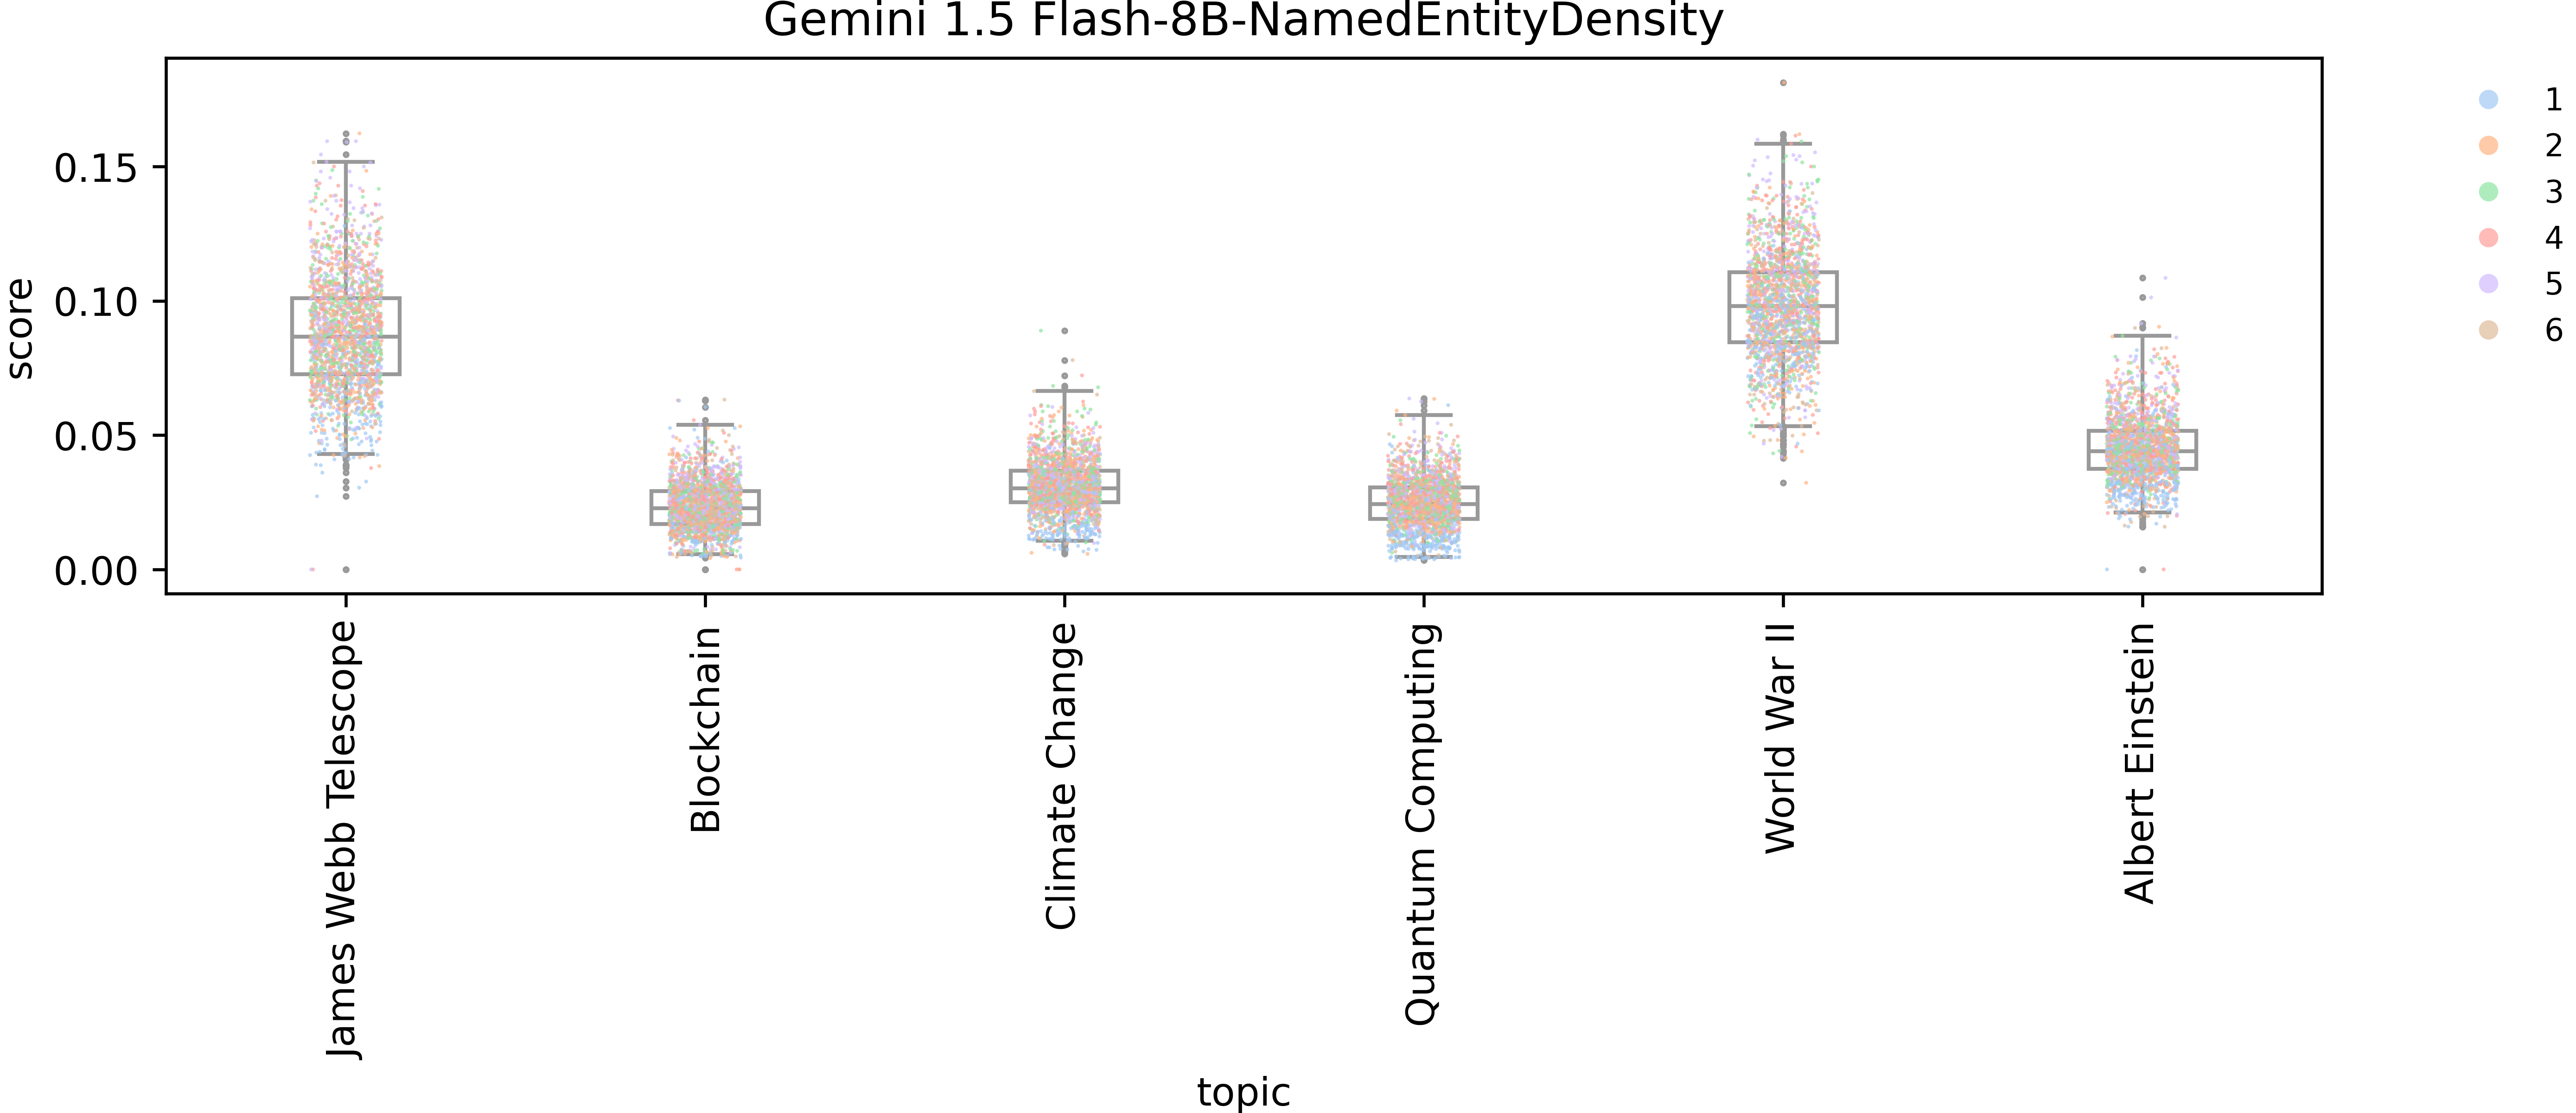 Gemini 1.5 Flash-8B-NamedEntityDensity
score
0.15
0.10
0.05
0.00
1
2
3
4
5
6
James Webb Telescope
Blockchain
Climate Change
Quantum Computing
World War II
Albert Einstein
topic